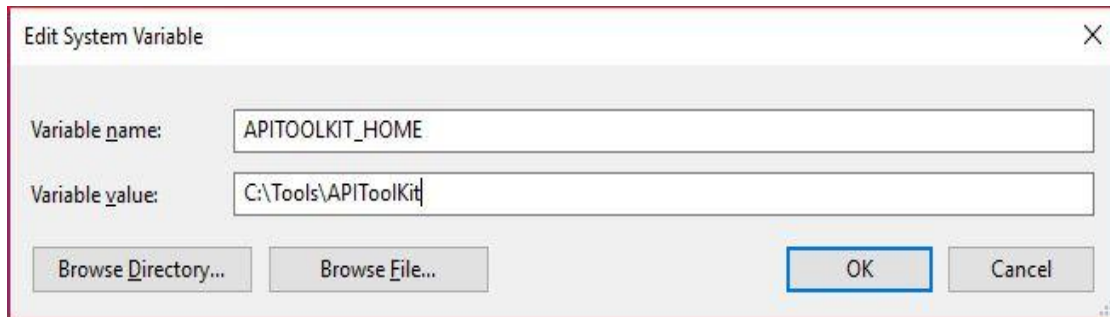 Edit System Variable
Variable name: APITOOLKIT_HOME
Variable value: C:\Tools\APIToolKit
Browse Directory... Browse File... OK Cancel